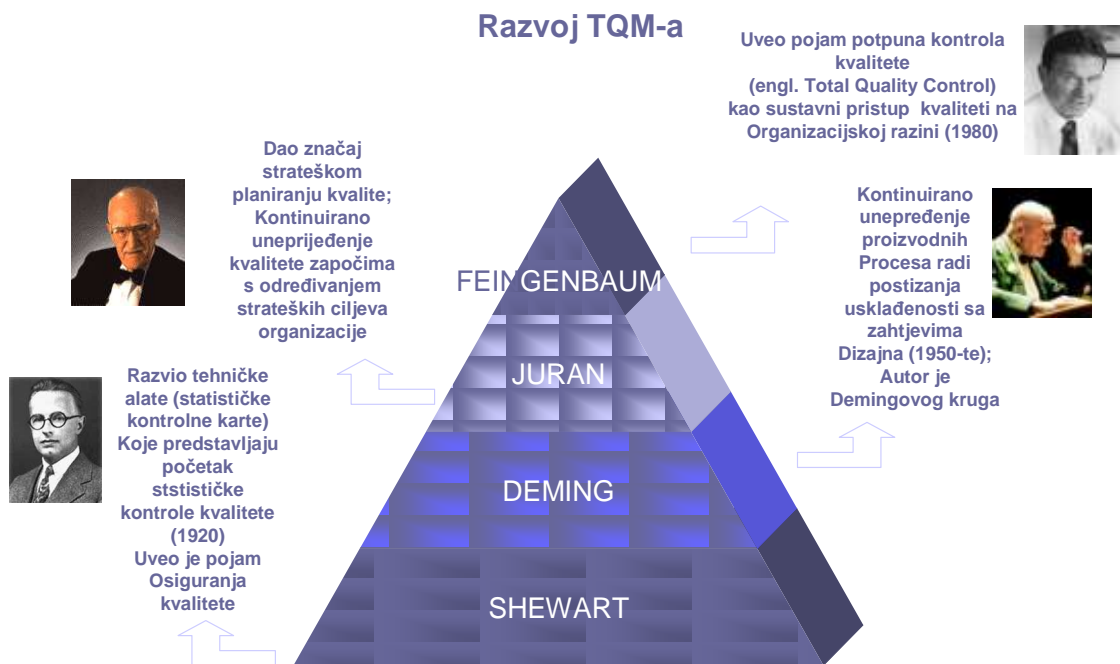 Razvoj TQM-a
Uveo pojam potpuna kontrola
kvalitete
(engl. Total Quality Control)
kao sustavni pristup kvaliteti na
Organizacijskoj razini (1980)
Dao značaj
strateškom
planiranju kvalite;
Kontinuirano
uneprijeđenje
kvalitete započima
s određivanjem
strateških ciljeva
organizacije
Kontinuirano
unepređenje
proizvodnih
Procesa radi
postizanja
usklađenosti sa
zahtjevima
Dizajna (1950-te);
Autor je
Demingovog kruga
Razvio tehničke
alate (statističke
kontrolne karte)
Koje predstavljaju
početak
ststističke
kontrole kvalitete
(1920)
Uveo je pojam
Osiguranja
kvalitete
FEINGENBAUM
JURAN
DEMING
SHEWART